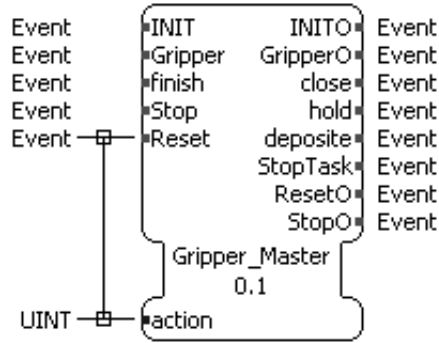 Event INIT INITO Event
Event Gripper GripperO Event
Event finish close Event
Event Stop hold Event
Event Reset deposite Event
StopTask Event
ResetO Event
StopO Event
Gripper_Master
0.1
UINT action